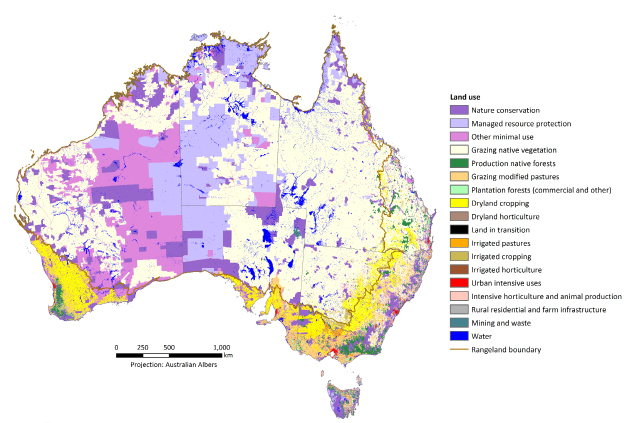 Land use
Nature conservation
Managed resource protection
Other minimal use
Grazing native vegetation
Production native forests
Grazing modified pastures
Plantation forests (commercial and other)
Dryland cropping
Dryland horticulture
Land in transition
Irrigated pastures
Irrigated cropping
Irrigated horticulture
Urban intensive uses
Intensive horticulture and animal production
Rural residential and farm infrastructure
Mining and waste
Water
Rangeland boundary
0 250 500 1,000
km
Projection: Australian Albers